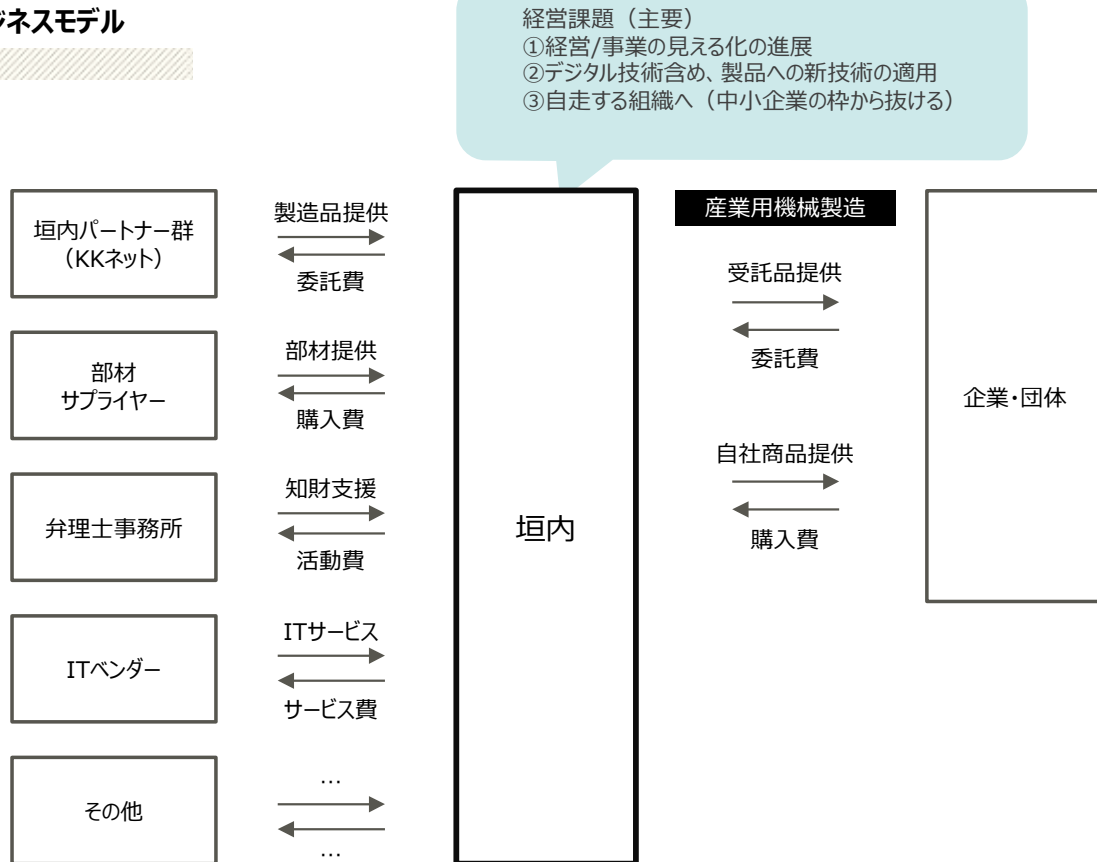 ジネスモデル
経営課題（主要）
①経営/事業の見える化の進展
②デジタル技術含め、製品への新技術の適用
③自走する組織へ（中小企業の枠から抜ける）
垣内パートナー群
（KKネット）
製造品提供
委託費
部材
サプライヤー
部材提供
購入費
弁理士事務所
知財支援
活動費
ITベンダー
ITサービス
サービス費
その他
…
…
垣内
産業用機械製造
受託品提供
委託費
自社商品提供
購入費
企業・団体